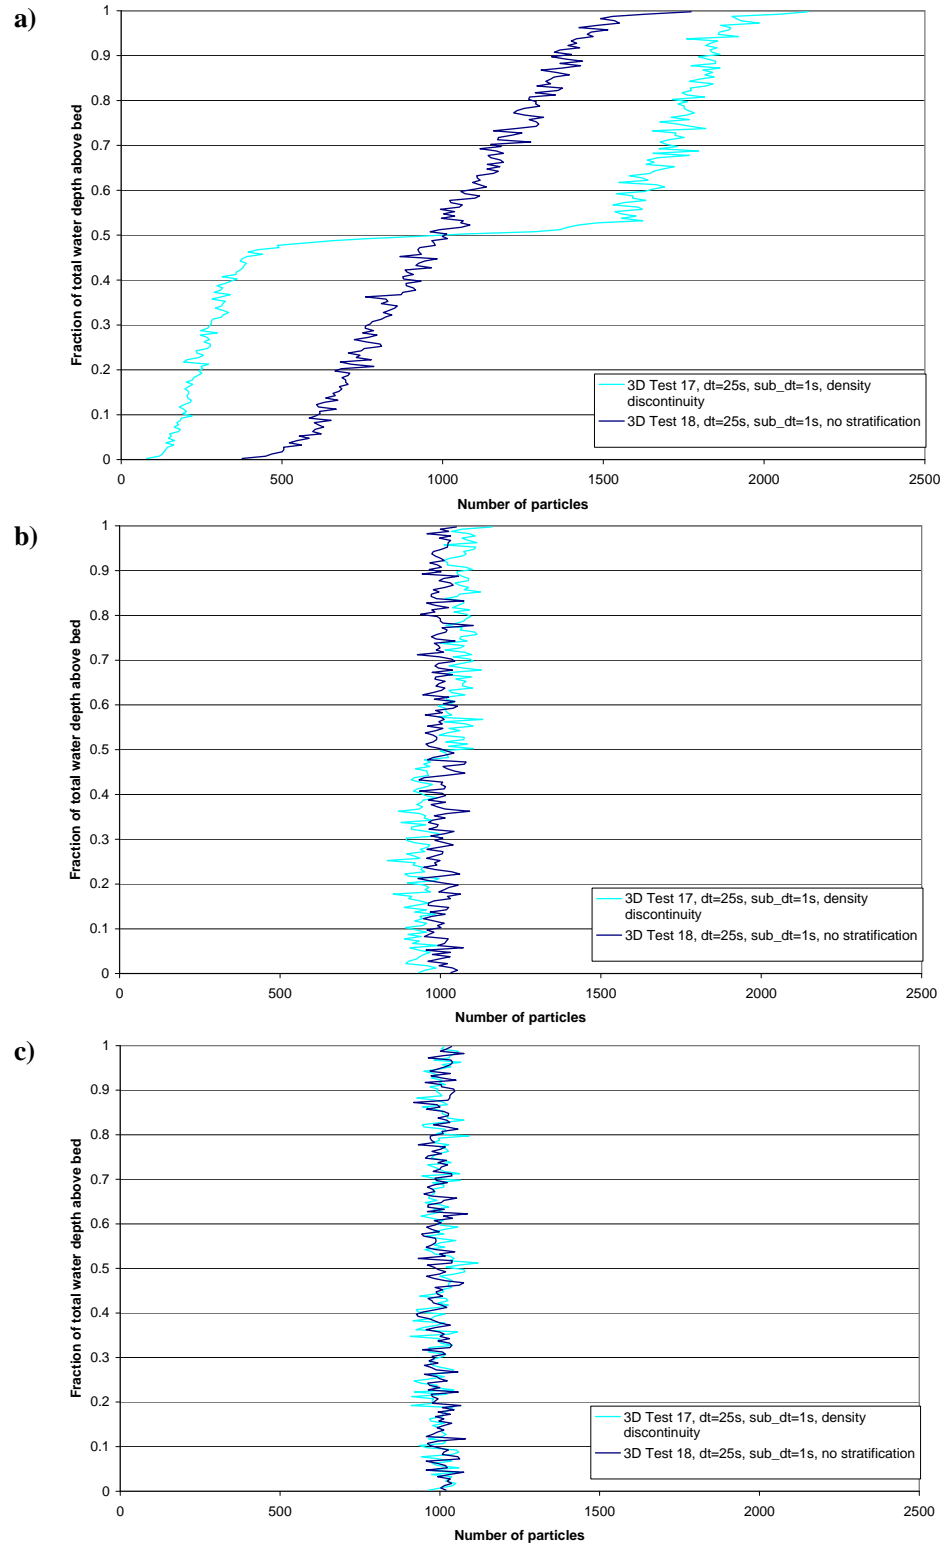 a)
1
0.9
0.8
0.7
0.6
0.5
0.4
0.3
0.2
0.1
0
Fraction of total water depth above bed
0 500 1000 1500 2000 2500
Number of particles
3D Test 17, dt=25s, sub_dt=1s, density
discontinuity
3D Test 18, dt=25s, sub_dt=1s, no stratification
b)
1
0.9
0.8
0.7
0.6
0.5
0.4
0.3
0.2
0.1
0
Fraction of total water depth above bed
0 500 1000 1500 2000 2500
Number of particles
3D Test 17, dt=25s, sub_dt=1s, density
discontinuity
3D Test 18, dt=25s, sub_dt=1s, no stratification
c)
1
0.9
0.8
0.7
0.6
0.5
0.4
0.3
0.2
0.1
0
Fraction of total water depth above bed
0 500 1000 1500 2000 2500
Number of particles
3D Test 17, dt=25s, sub_dt=1s, density
discontinuity
3D Test 18, dt=25s, sub_dt=1s, no stratification